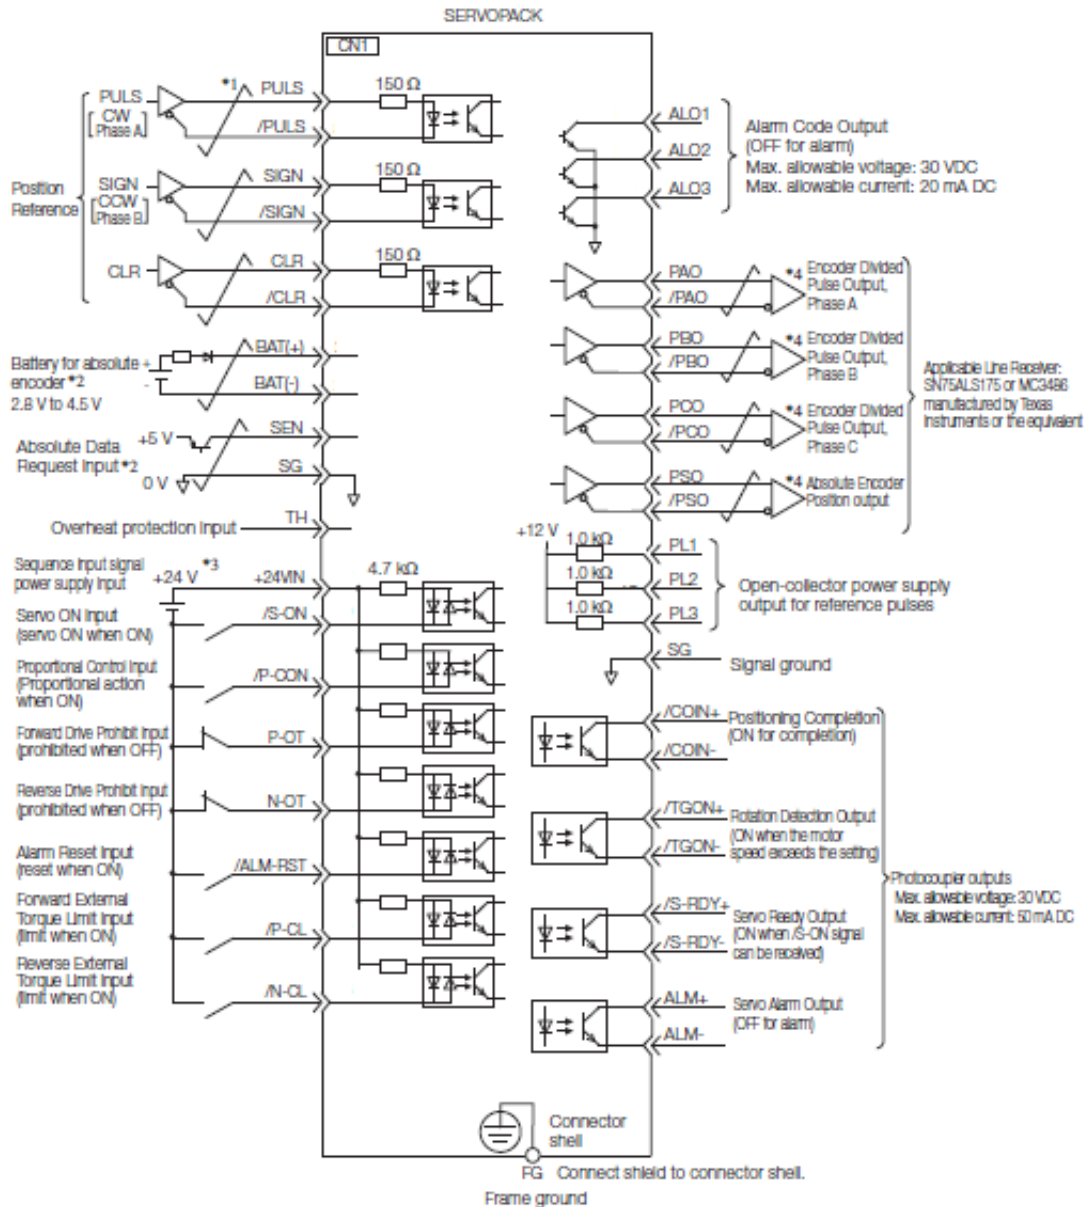 SERVOPACK
CN1
Position
Reference
PULS
CW
Phase A
*1
PULS
/PULS
150 Ω
SIGN
CCW
Phase B
SIGN
/SIGN
150 Ω
CLR
CLR
/CLR
150 Ω
Battery for absolute
encoder *2
2.8 V to 4.5 V
+
-
BAT(+)
BAT(-)
Absolute Data
Request Input *2
+5 V
0 V
SEN
SG
Overheat protection Input
TH
Sequence Input signal
power supply Input
+24 V
*3
+24VIN
4.7 kΩ
Servo ON Input
(servo ON when ON)
/S-ON
Proportional Control Input
(Proportional action
when ON)
/P-CON
Forward Drive Prohibit Input
(prohibited when OFF)
P-OT
Reverse Drive Prohibit Input
(prohibited when OFF)
N-OT
Alarm Reset Input
(reset when ON)
/ALM-RST
Forward External
Torque Limit Input
(limit when ON)
/P-CL
Reverse External
Torque Limit Input
(limit when ON)
/N-CL
ALO1
ALO2
ALO3
Alarm Code Output
(OFF for alarm)
Max. allowable voltage: 30 VDC
Max. allowable current: 20 mA DC
PAO
/PAO
*4 Encoder Divided
Pulse Output,
Phase A
PBO
/PBO
*4 Encoder Divided
Pulse Output,
Phase B
PCO
/PCO
*4 Encoder Divided
Pulse Output,
Phase C
PSO
/PSO
*4 Absolute Encoder
Position output
Applicable Line Receiver:
SN75ALS175 or MC3486
manufactured by Texas
Instruments or the equivalent
+12 V
1.0 kΩ
PL1
1.0 kΩ
PL2
1.0 kΩ
PL3
Open-collector power supply
output for reference pulses
SG
Signal ground
/COIN+
/COIN-
Positioning Completion
(ON for completion)
/TGON+
/TGON-
Rotation Detection Output
(ON when the motor
speed exceeds the setting)
/S-RDY+
/S-RDY-
Servo Ready Output
(ON when /S-ON signal
can be received)
ALM+
ALM-
Servo Alarm Output
(OFF for alarm)
Photocoupler outputs
Max. allowable voltage: 30 VDC
Max. allowable current: 50 mA DC
Connector
shell
FG Connect shield to connector shell.
Frame ground